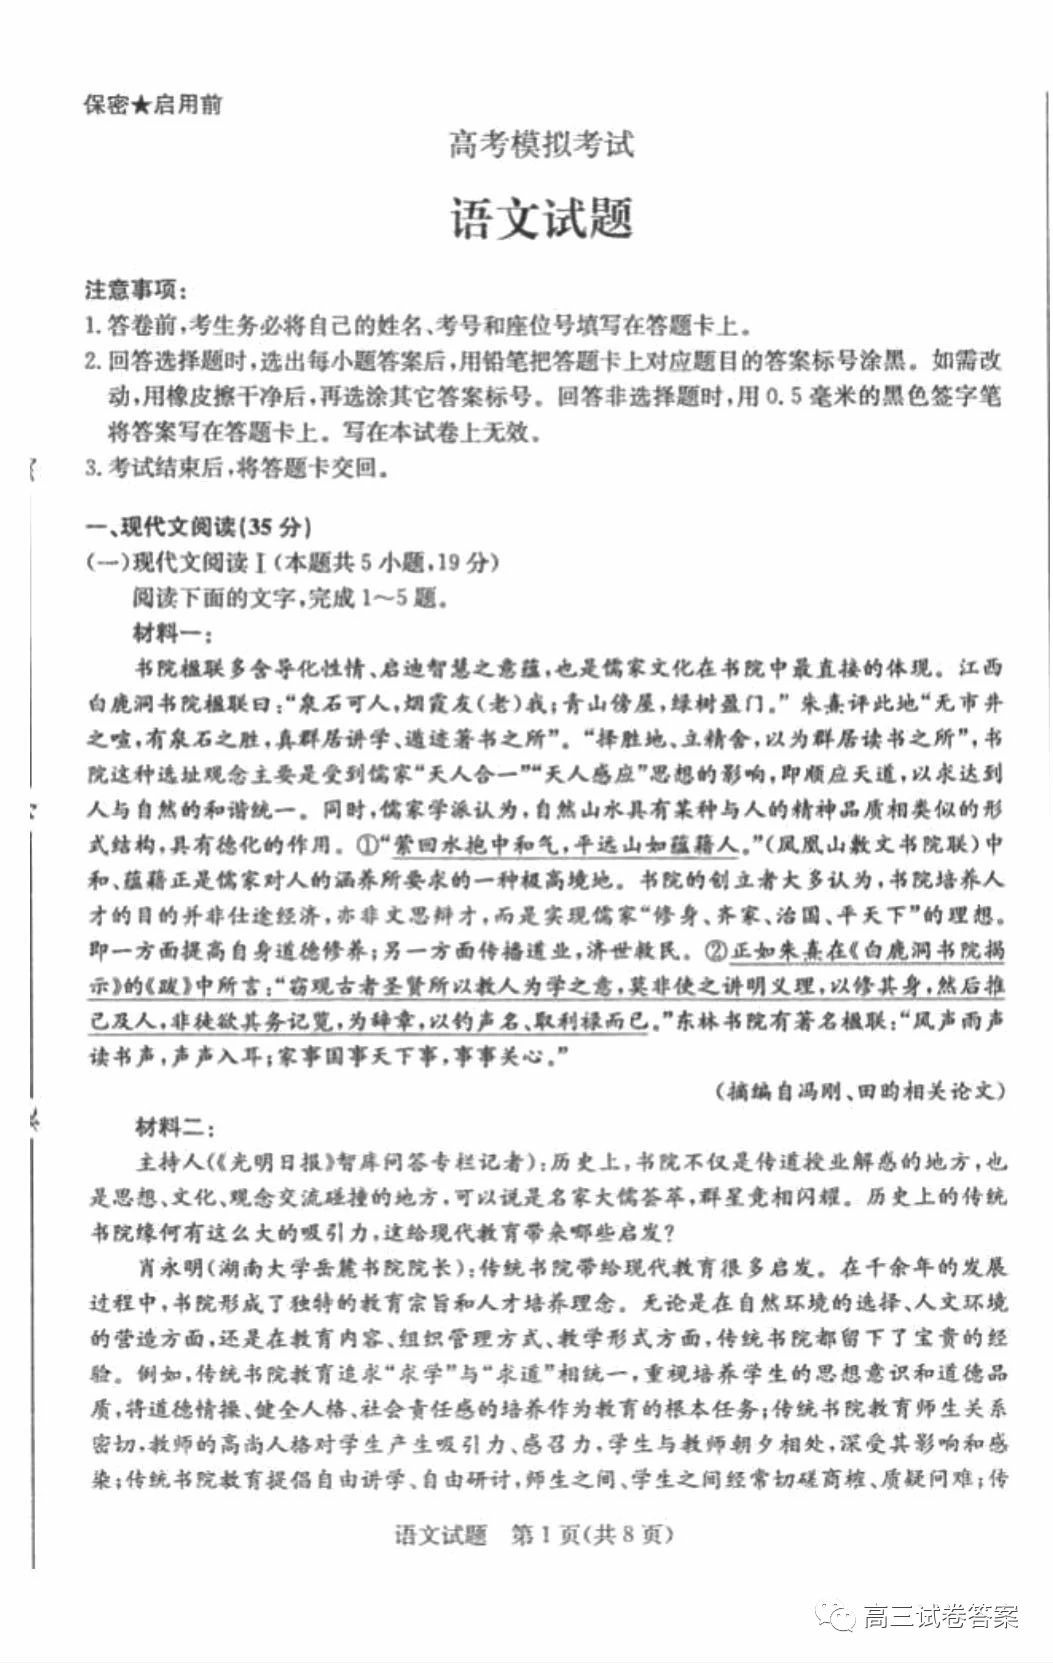 保密★启用前
高考模拟考试
语文试题
注意事项：
1. 答卷前，考生务必将自己的姓名、考号和座位号填写在答题卡上。
2. 回答选择题时，选出每小题答案后，用铅笔把答题卡上对应题目的答案标号涂黑。如需改
动，用橡皮擦干净后，再选涂其它答案标号。回答非选择题时，用 0.5 毫米的黑色签字笔
将答案写在答题卡上。写在本试卷上无效。
3. 考试结束后，将答题卡交回。
一、现代文阅读(35 分)
(一)现代文阅读Ⅰ(本题共 5 小题，19 分)
阅读下面的文字，完成 1～5 题。
材料一：
书院楹联多含导化性情、启迪智慧之意蕴，也是儒家文化在书院中最直接的体现。江西
白鹿洞书院楹联曰：“泉石可人，烟霞友(老)我；青山傍屋，绿树盈门。”朱熹评此地“无市井
之喧，有泉石之胜，真群居讲学、遁迹著书之所”。“择胜地、立精舍，以为群居读书之所”，书
院这种选址观念主要是受到儒家“天人合一”“天人感应”思想的影响，即顺应天道，以求达到
人与自然的和谐统一。同时，儒家学派认为，自然山水具有某种与人的精神品质相类似的形
式结构，具有德化的作用。①“萦回水抱中和气，平远山如蕴藉人。”(凤凰山敷文书院联)中
和、蕴藉正是儒家对人的涵养所要求的一种极高境地。书院的创立者大多认为，书院培养人
才的目的并非仕途经济，亦非文思辩才，而是实现儒家“修身、齐家、治国、平天下”的理想。
即一方面提高自身道德修养；另一方面传播道业，济世救民。②正如朱熹在《白鹿洞书院揭
示》的《跋》中所言：“窃观古者圣贤所以教人为学之意，莫非使之讲明义理，以修其身，然后推
己及人，非徒欲其务记览，为辞章，以钓声名、取利禄而已。”东林书院有著名楹联：“风声雨声
读书声，声声入耳；家事国事天下事，事事关心。”
(摘编自冯刚、田昀相关论文)
材料二：
主持人(《光明日报》智库问答专栏记者)：历史上，书院不仅是传道授业解惑的地方，也
是思想、文化、观念交流碰撞的地方，可以说是名家大儒荟萃，群星竞相闪耀。历史上的传统
书院缘何有这么大的吸引力，这给现代教育带来哪些启发？
肖永明(湖南大学岳麓书院院长)：传统书院带给现代教育很多启发。在千余年的发展
过程中，书院形成了独特的教育宗旨和人才培养理念。无论是在自然环境的选择、人文环境
的营造方面，还是在教育内容、组织管理方式、教学形式方面，传统书院都留下了宝贵的经
验。例如，传统书院教育追求“求学”与“求道”相统一，重视培养学生的思想意识和道德品
质，将道德情操、健全人格、社会责任感的培养作为教育的根本任务；传统书院教育师生关系
密切，教师的高尚人格对学生产生吸引力、感召力，学生与教师朝夕相处，深受其影响和感
染；传统书院教育提倡自由讲学、自由研讨，师生之间、学生之间经常切磋商榷、质疑问难；传
语文试题 第 1 页(共 8 页)
高三试卷答案